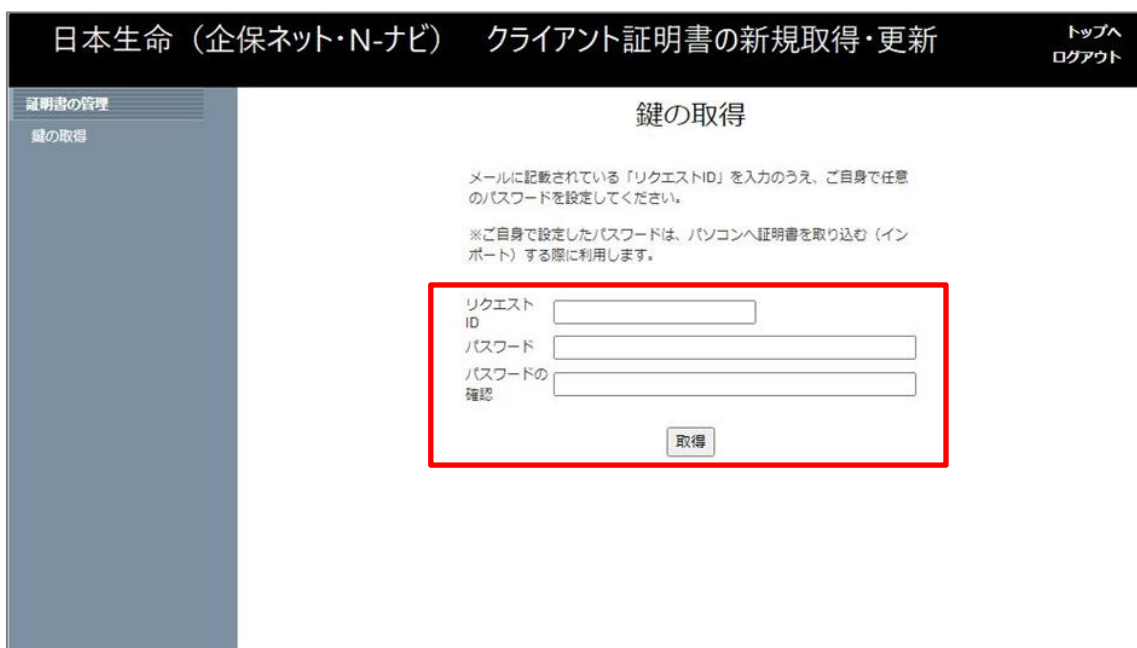 日本生命（企保ネット・N-ナビ）　クライアント証明書の新規取得・更新
トップへ
ログアウト
証明書の管理
鍵の取得
鍵の取得
メールに記載されている「リクエストID」を入力のうえ、ご自身で任意
のパスワードを設定してください。
※ご自身で設定したパスワードは、パソコンへ証明書を取り込む（イン
ポート）する際に利用します。
リクエスト
ID
パスワード
パスワードの
確認
取得